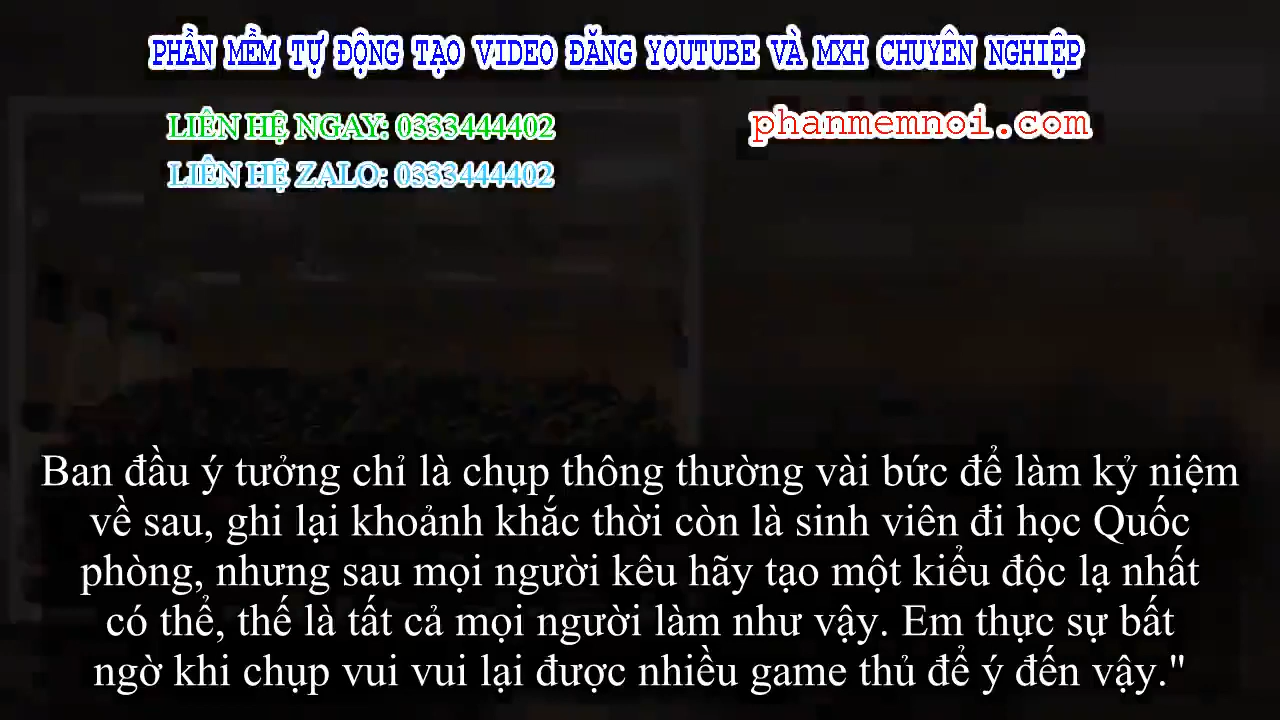 PHẦN MỀM TỰ ĐỘNG TẠO VIDEO ĐĂNG YOUTUBE VÀ MXH CHUYÊN NGHIỆP
LIÊN HỆ NGAY: 0333444402
phanmemnoi.com
LIÊN HỆ ZALO: 0333444402
Ban đầu ý tưởng chỉ là chụp thông thường vài bức để làm kỷ niệm
về sau, ghi lại khoảnh khắc thời còn là sinh viên đi học Quốc
phòng, nhưng sau mọi người kêu hãy tạo một kiểu độc lạ nhất
có thể, thế là tất cả mọi người làm như vậy. Em thực sự bất
ngờ khi chụp vui vui lại được nhiều game thủ để ý đến vậy."